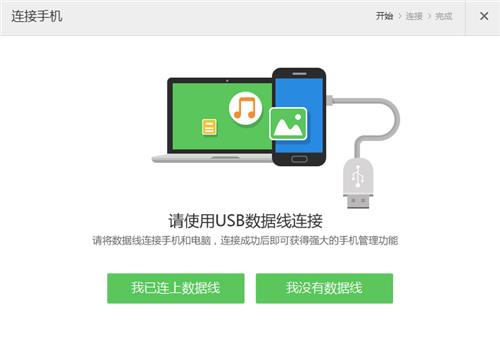 连接手机
开始 > 连接 > 完成
请使用USB数据线连接
请将数据线连接手机和电脑，连接成功后即可获得强大的手机管理功能
我已连上数据线
我没有数据线